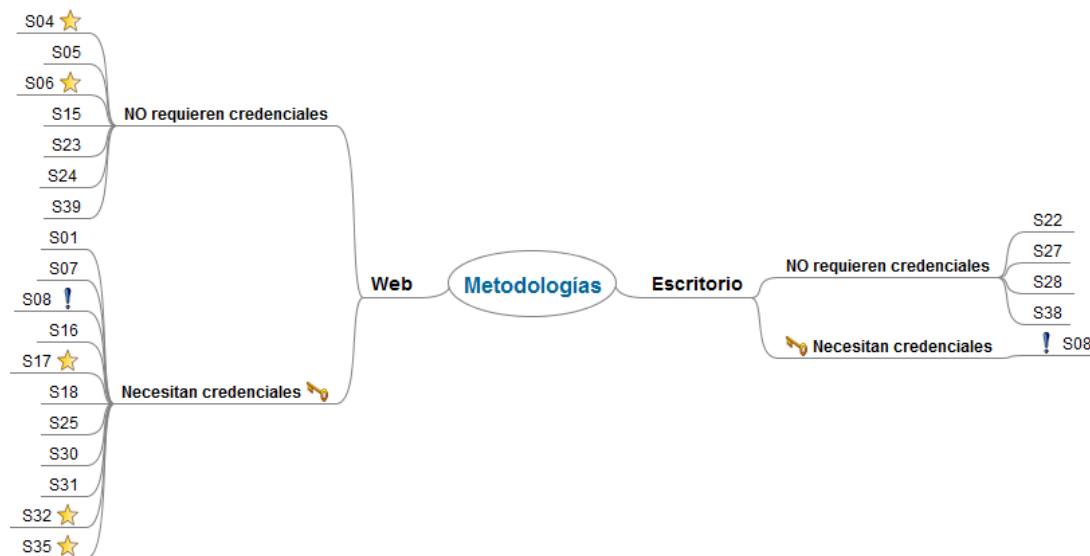 S04
S05
S06
S15
S23
S24
S39
NO requieren credenciales
S01
S07
S08
S16
S17
S18
S25
S30
S31
S32
S35
Necesitan credenciales
Web
Metodologías
Escritorio
NO requieren credenciales
S22
S27
S28
S38
Necesitan credenciales
S08